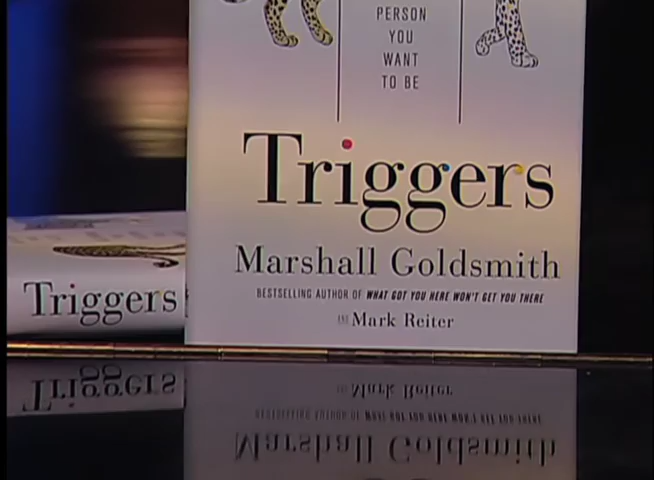 PERSON
YOU
WANT
TO BE
Triggers
Marshall Goldsmith
BESTSELLING AUTHOR OF WHAT GOT YOU HERE WON'T GET YOU THERE
AND Mark Reiter
Triggers